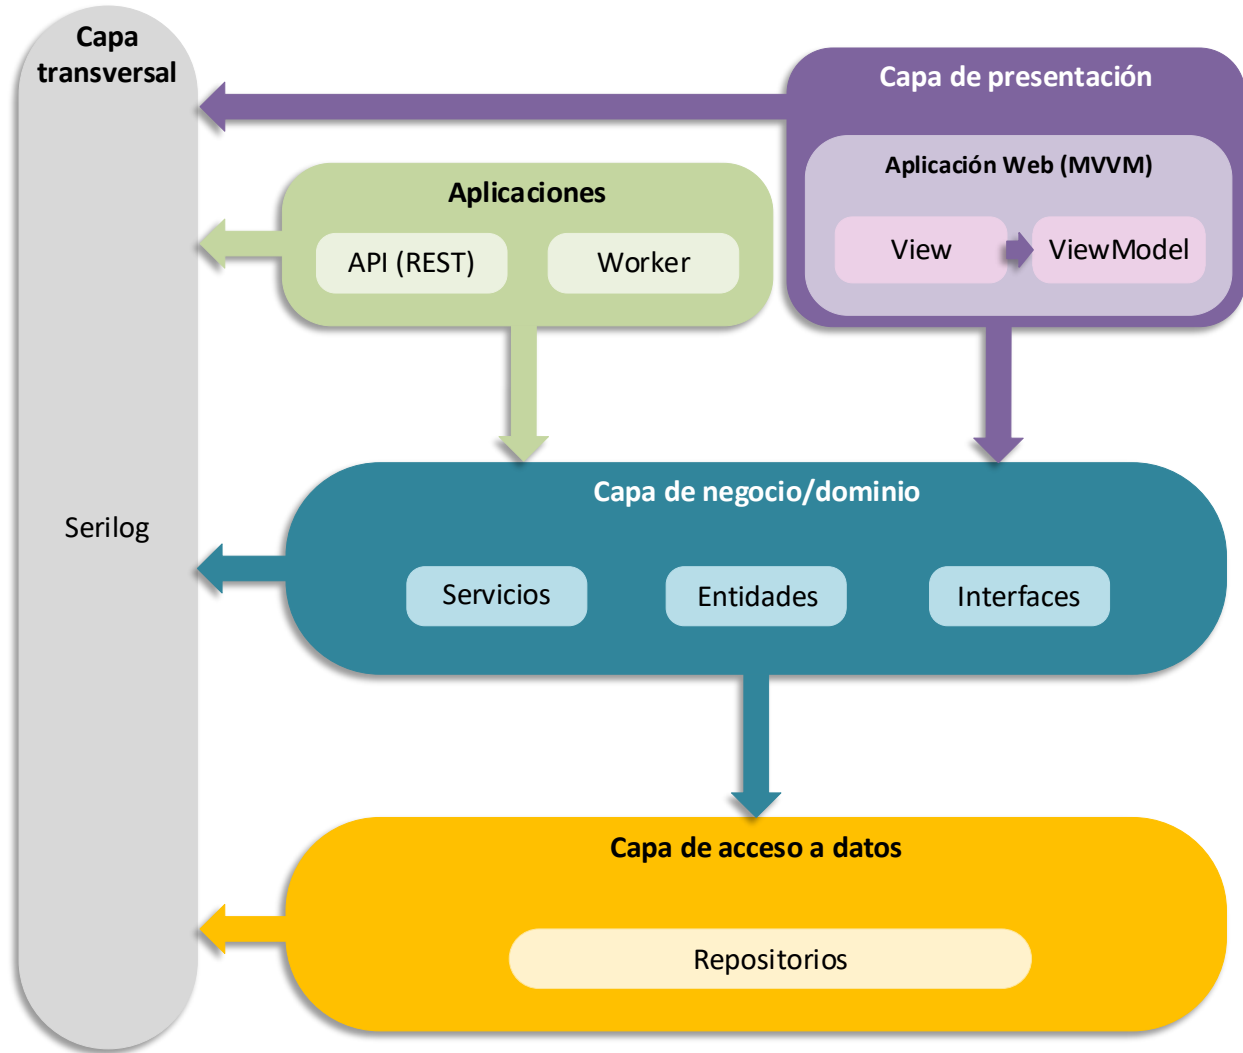 Capa
transversal
Serilog
Capa de presentación
Aplicación Web (MVVM)
View
ViewModel
Aplicaciones
API (REST)
Worker
Capa de negocio/dominio
Servicios
Entidades
Interfaces
Capa de acceso a datos
Repositorios